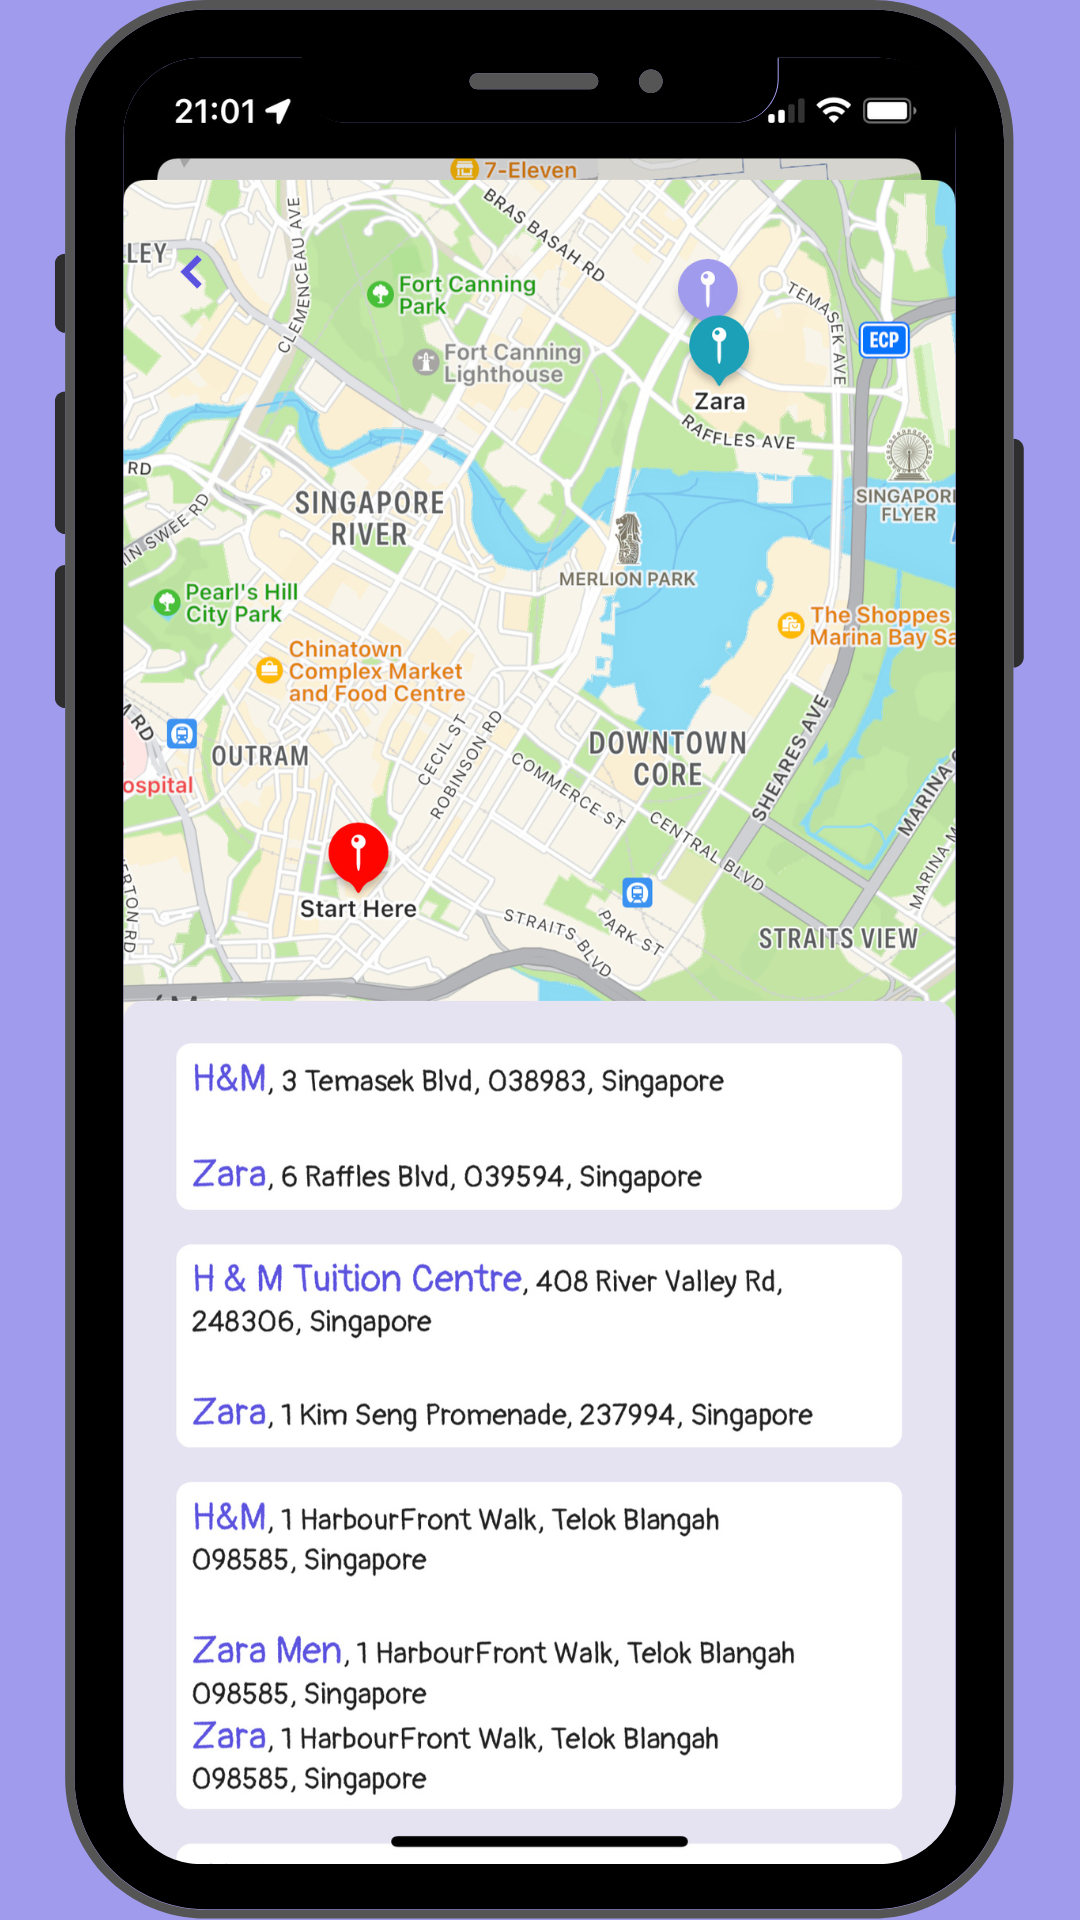 21:01
7-Eleven
BRAS BASAH RD
LEY
CLEMENCEAU AVE
Fort Canning
Park
TEMASEK AVE
ECP
Fort Canning
Lighthouse
Zara
RAFFLES AVE
RD
SINGAPORE
RIVER
SINGAPOR
FLYER
IN SWEE RD
MERLION PARK
Pearl's Hill
City Park
The Shoppes
Marina Bay Sa
Chinatown
Complex Market
and Food Centre
RD
OUTRAM
CECIL ST
ROBINSON RD
DOWNTOWN
CORE
SHEARES AVE
COMMERCE ST
MARINA
ospital
CENTRAL BLVD
MARINA
ERTON RD
Start Here
STRAITS BLVD
PARK ST
STRAITS VIEW
H&M, 3 Temasek Blvd, 038983, Singapore
Zara, 6 Raffles Blvd, 039594, Singapore
H & M Tuition Centre, 408 River Valley Rd,
248306, Singapore
Zara, 1 Kim Seng Promenade, 237994, Singapore
H&M, 1 HarbourFront Walk, Telok Blangah
098585, Singapore
Zara Men, 1 HarbourFront Walk, Telok Blangah
098585, Singapore
Zara, 1 HarbourFront Walk, Telok Blangah
098585, Singapore